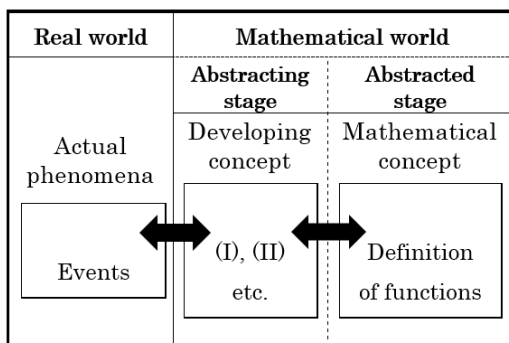 Real world
Mathematical world
Abstracting
stage
Abstracted
stage
Actual
phenomena
Developing
concept
Mathematical
concept
Events
(I), (II)
etc.
Definition
of functions